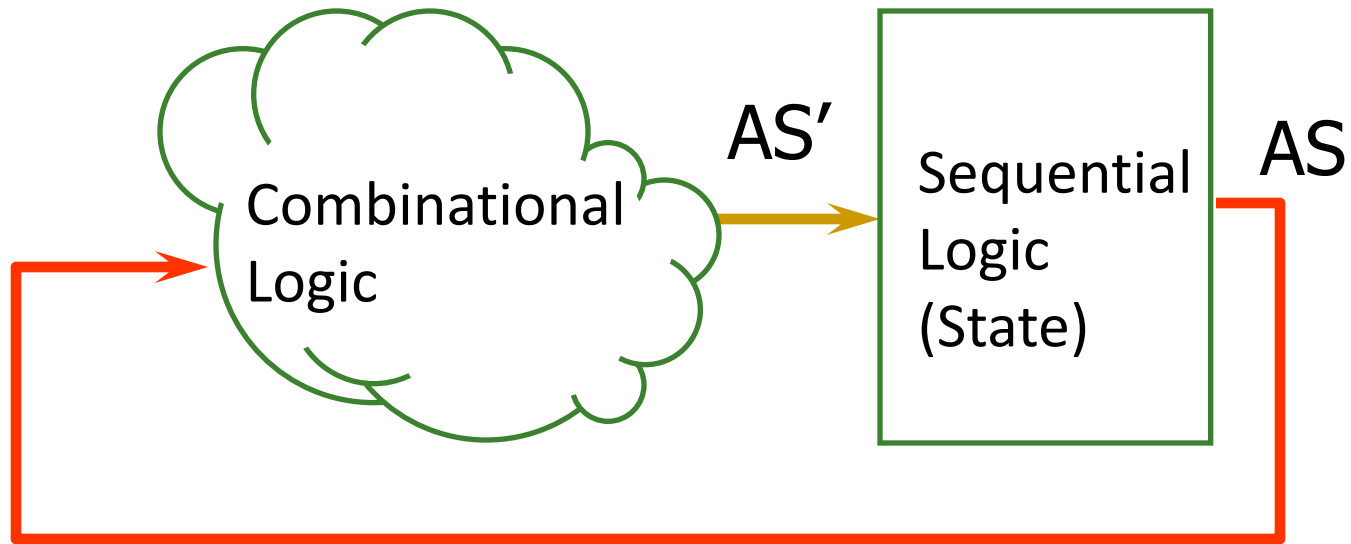 Combinational
Logic
AS′
Sequential
Logic
(State)
AS